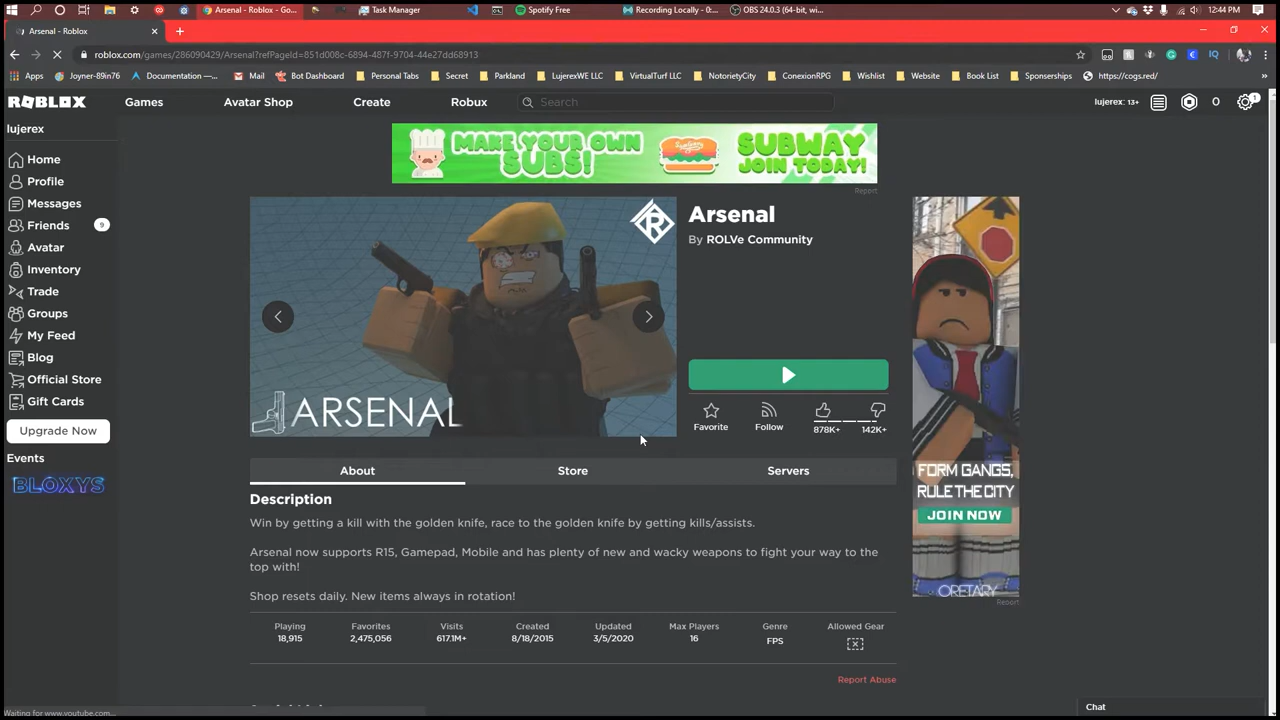 Arsenal - Roblox - Go...
Task Manager
Spotify Free
Recording Locally - 0:...
OBS 24.0.3 (64-bit, wi...
12:44 PM
Arsenal - Roblox
roblox.com/games/286090429/Arsenal?refPageId=851d008c-6894-487f-9704-44e27dd68913
Apps
Joyner-89in76
Documentation —...
Mail
Bot Dashboard
Personal Tabs
Secret
Parkland
LujerexWE LLC
VirtualTurf LLC
NotorietyCity
ConexionRPG
Wishlist
Website
Book List
Sponserships
https://cogs.red/
»
ROBLOX
Games
Avatar Shop
Create
Robux
Search
lujerex: 13+
0
1
lujerex
Home
Profile
Messages
Friends
9
Avatar
Inventory
Trade
Groups
My Feed
Blog
Official Store
Gift Cards
Upgrade Now
Events
BLOXYS
MAKE YOUR OWN
SUBS!
SUBWAY
JOIN TODAY!
Report
R
ARSENAL
Arsenal
By ROLVe Community
Favorite
Follow
878K+
142K+
About
Store
Servers
Description
Win by getting a kill with the golden knife, race to the golden knife by getting kills/assists.
Arsenal now supports R15, Gamepad, Mobile and has plenty of new and wacky weapons to fight your way to the
top with!
Shop resets daily. New items always in rotation!
Playing
Favorites
Visits
Created
Updated
Max Players
Genre
Allowed Gear
18,915
2,475,056
617.1M+
8/18/2015
3/5/2020
16
FPS
Report Abuse
FORM GANGS,
RULE THE CITY
JOIN NOW
ORETARY
Report
Chat
Waiting for www.youtube.com...